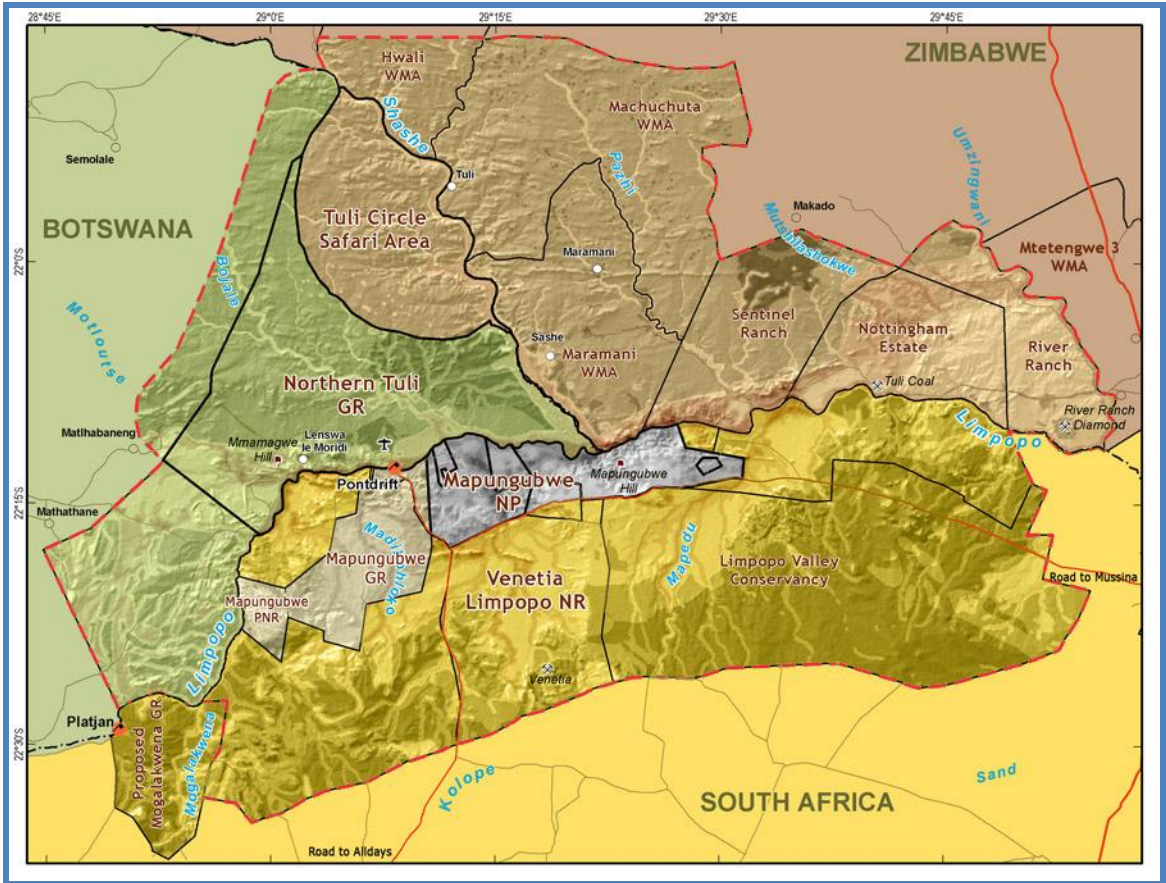 28°45'E
29°0'E
29°15'E
29°30'E
29°45'E
22°0'S
22°15'S
22°30'S
ZIMBABWE
Hwali
WMA
Shashe
Machuchuta
WMA
Pazhi
Umzingwani
Semolale
Tuli
BOTSWANA
Tuli Circle
Safari Area
Makado
Mushilashokwe
Mtetengwe 3
WMA
Maramani
Bojale
Motloutse
Sentinel
Ranch
Nottingham
Estate
River
Ranch
Sashe
Maramani
WMA
Northern Tuli
GR
Tuli Coal
River Ranch
Diamond
Limpopo
Matlhabaneng
Mmamagwe
Hill
Lenswa
le Moridi
Pontdrift
Mapungubwe
NP
Mapungubwe
Hill
Mathathane
Mapungubwe
GR
Mapedu
Limpopo Valley
Conservancy
Road to Mussina
Venetia
Limpopo NR
Mapungubwe
PNR
Limpopo
Venetia
Platjan
Proposed
Mogalakwena GR
Mogalakwena
Kolope
Sand
SOUTH AFRICA
Road to Alldays